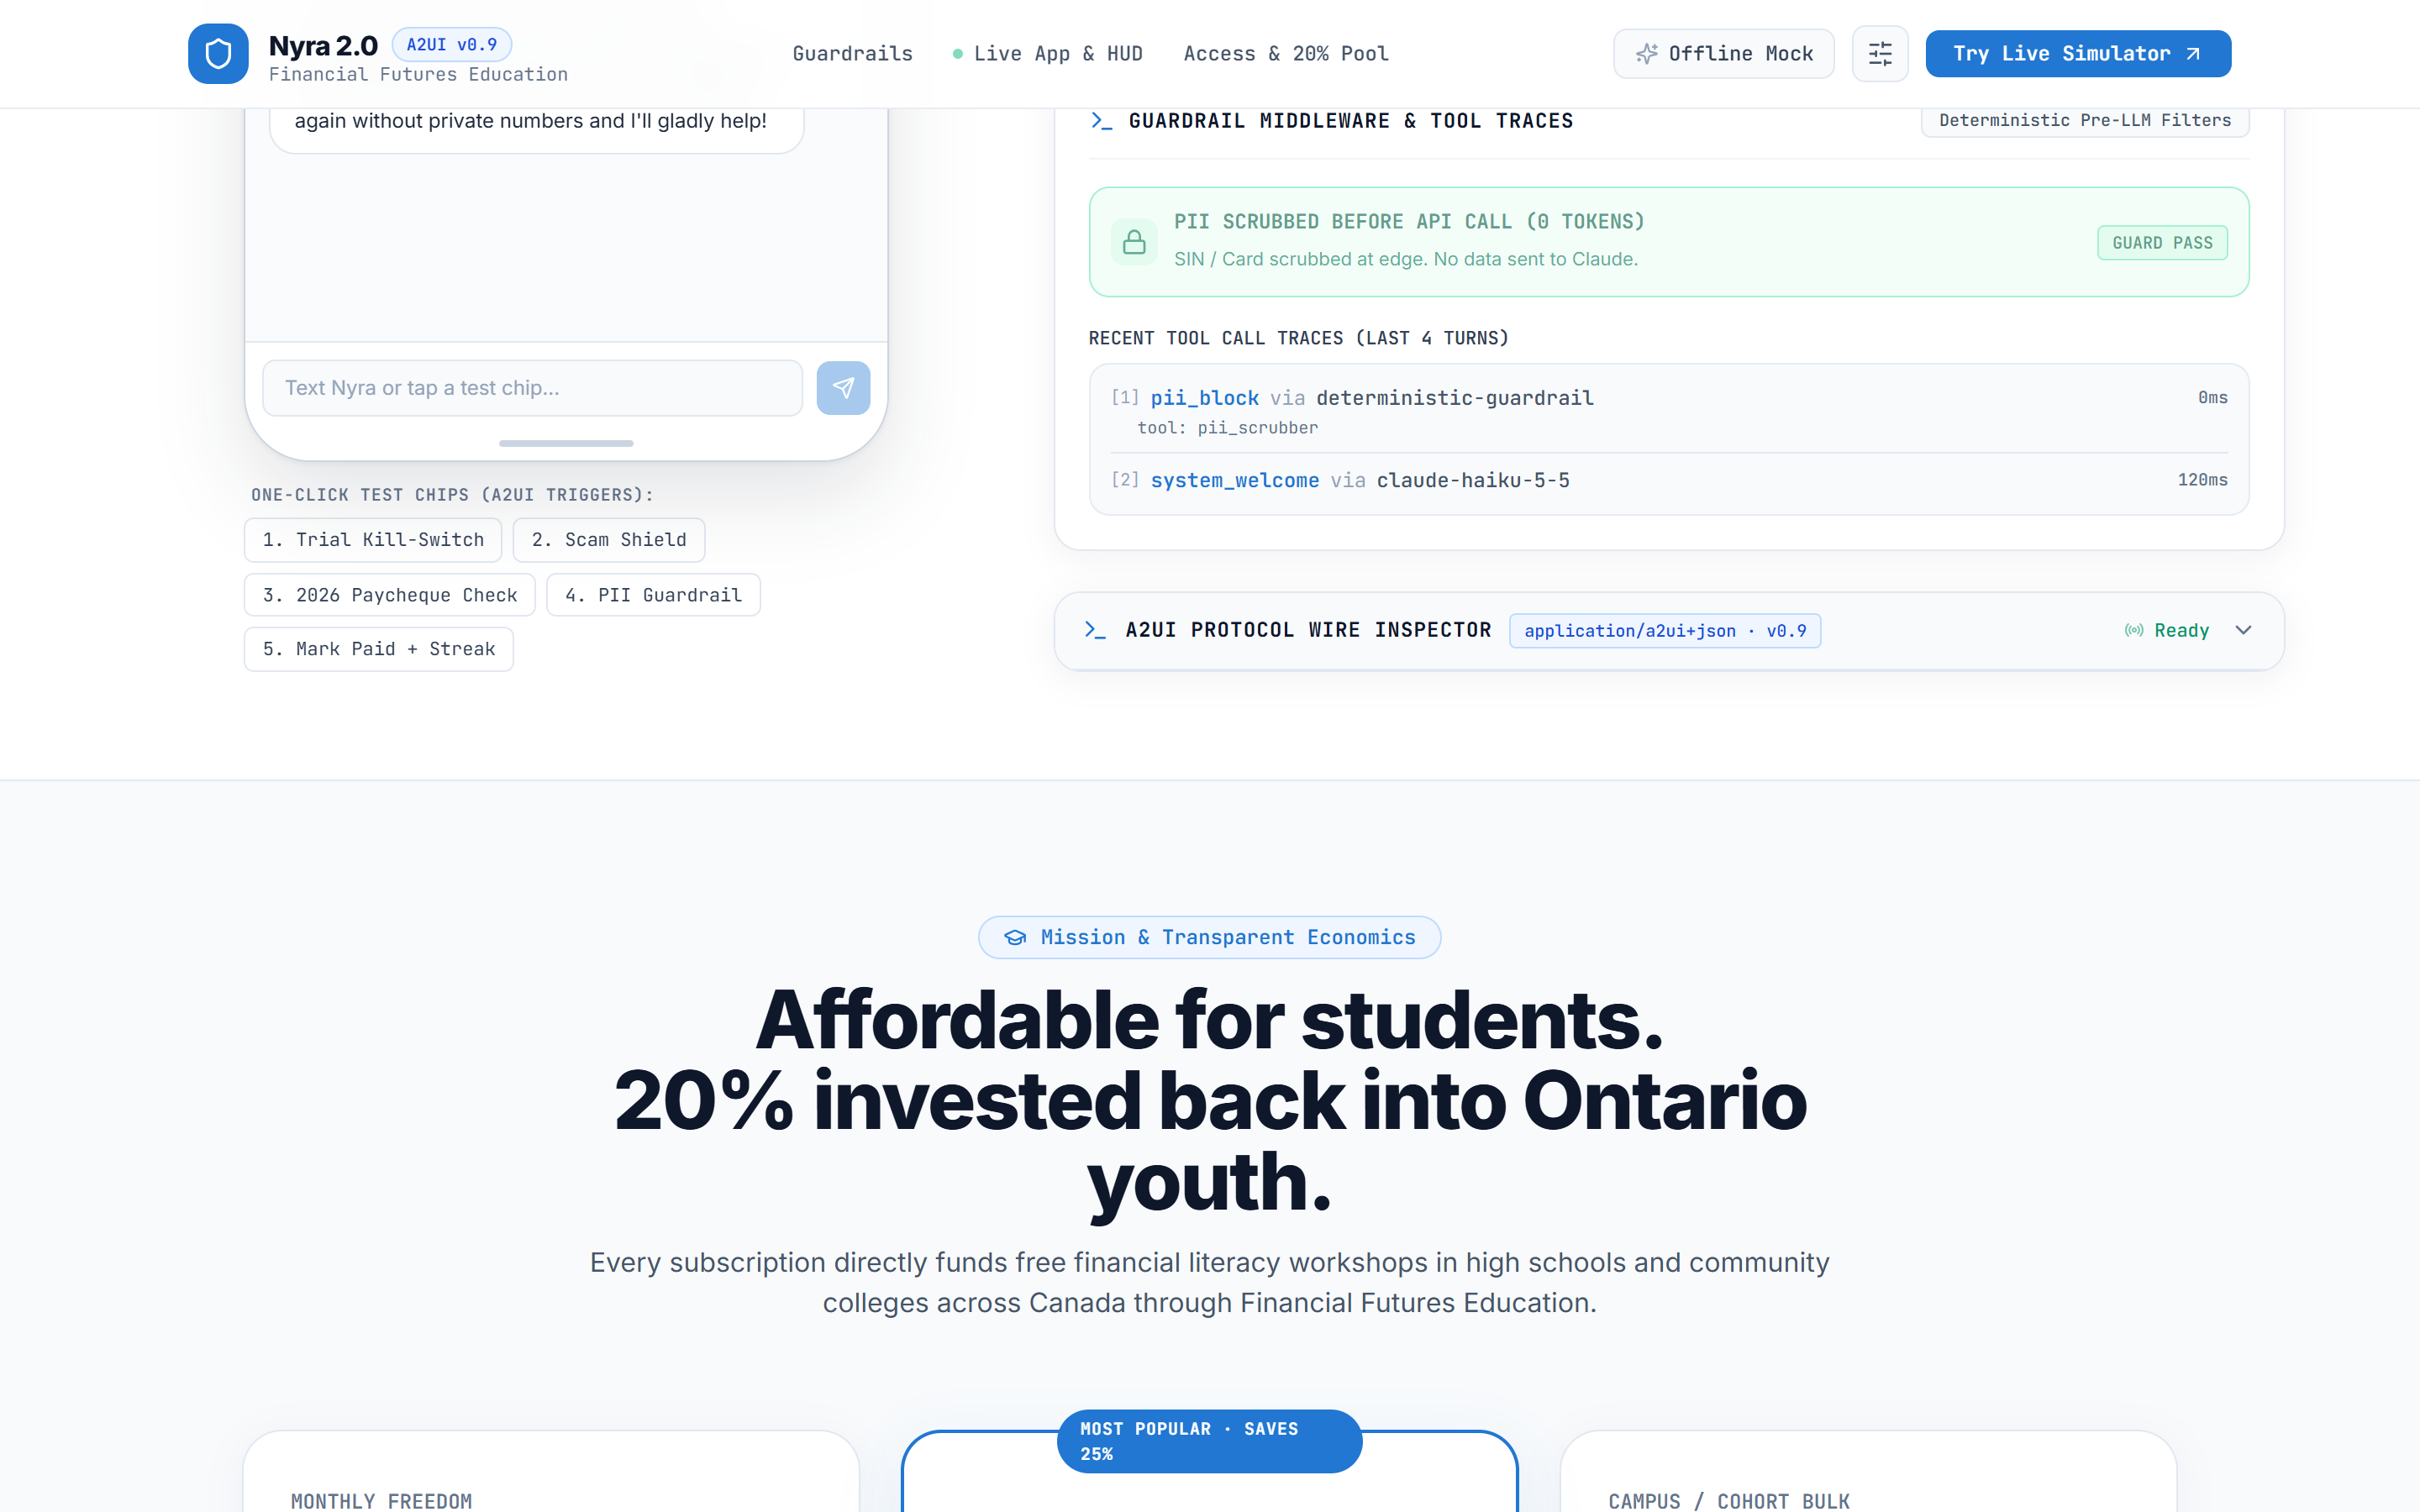 Nyra 2.0
A2UI v0.9
Financial Futures Education
Guardrails
Live App & HUD
Access & 20% Pool
Offline Mock
Try Live Simulator
again without private numbers and I'll gladly help!
Text Nyra or tap a test chip...
ONE-CLICK TEST CHIPS (A2UI TRIGGERS):
1. Trial Kill-Switch
2. Scam Shield
3. 2026 Paycheque Check
4. PII Guardrail
5. Mark Paid + Streak
GUARDRAIL MIDDLEWARE & TOOL TRACES
Deterministic Pre-LLM Filters
PII SCRUBBED BEFORE API CALL (0 TOKENS)
SIN / Card scrubbed at edge. No data sent to Claude.
GUARD PASS
RECENT TOOL CALL TRACES (LAST 4 TURNS)
[1] pii_block via deterministic-guardrail
0ms
tool: pii_scrubber
[2] system_welcome via claude-haiku-5-5
120ms
A2UI PROTOCOL WIRE INSPECTOR
application/a2ui+json · v0.9
Ready
Mission & Transparent Economics
Affordable for students.
20% invested back into Ontario
youth.
Every subscription directly funds free financial literacy workshops in high schools and community
colleges across Canada through Financial Futures Education.
MONTHLY FREEDOM
MOST POPULAR · SAVES
25%
CAMPUS / COHORT BULK